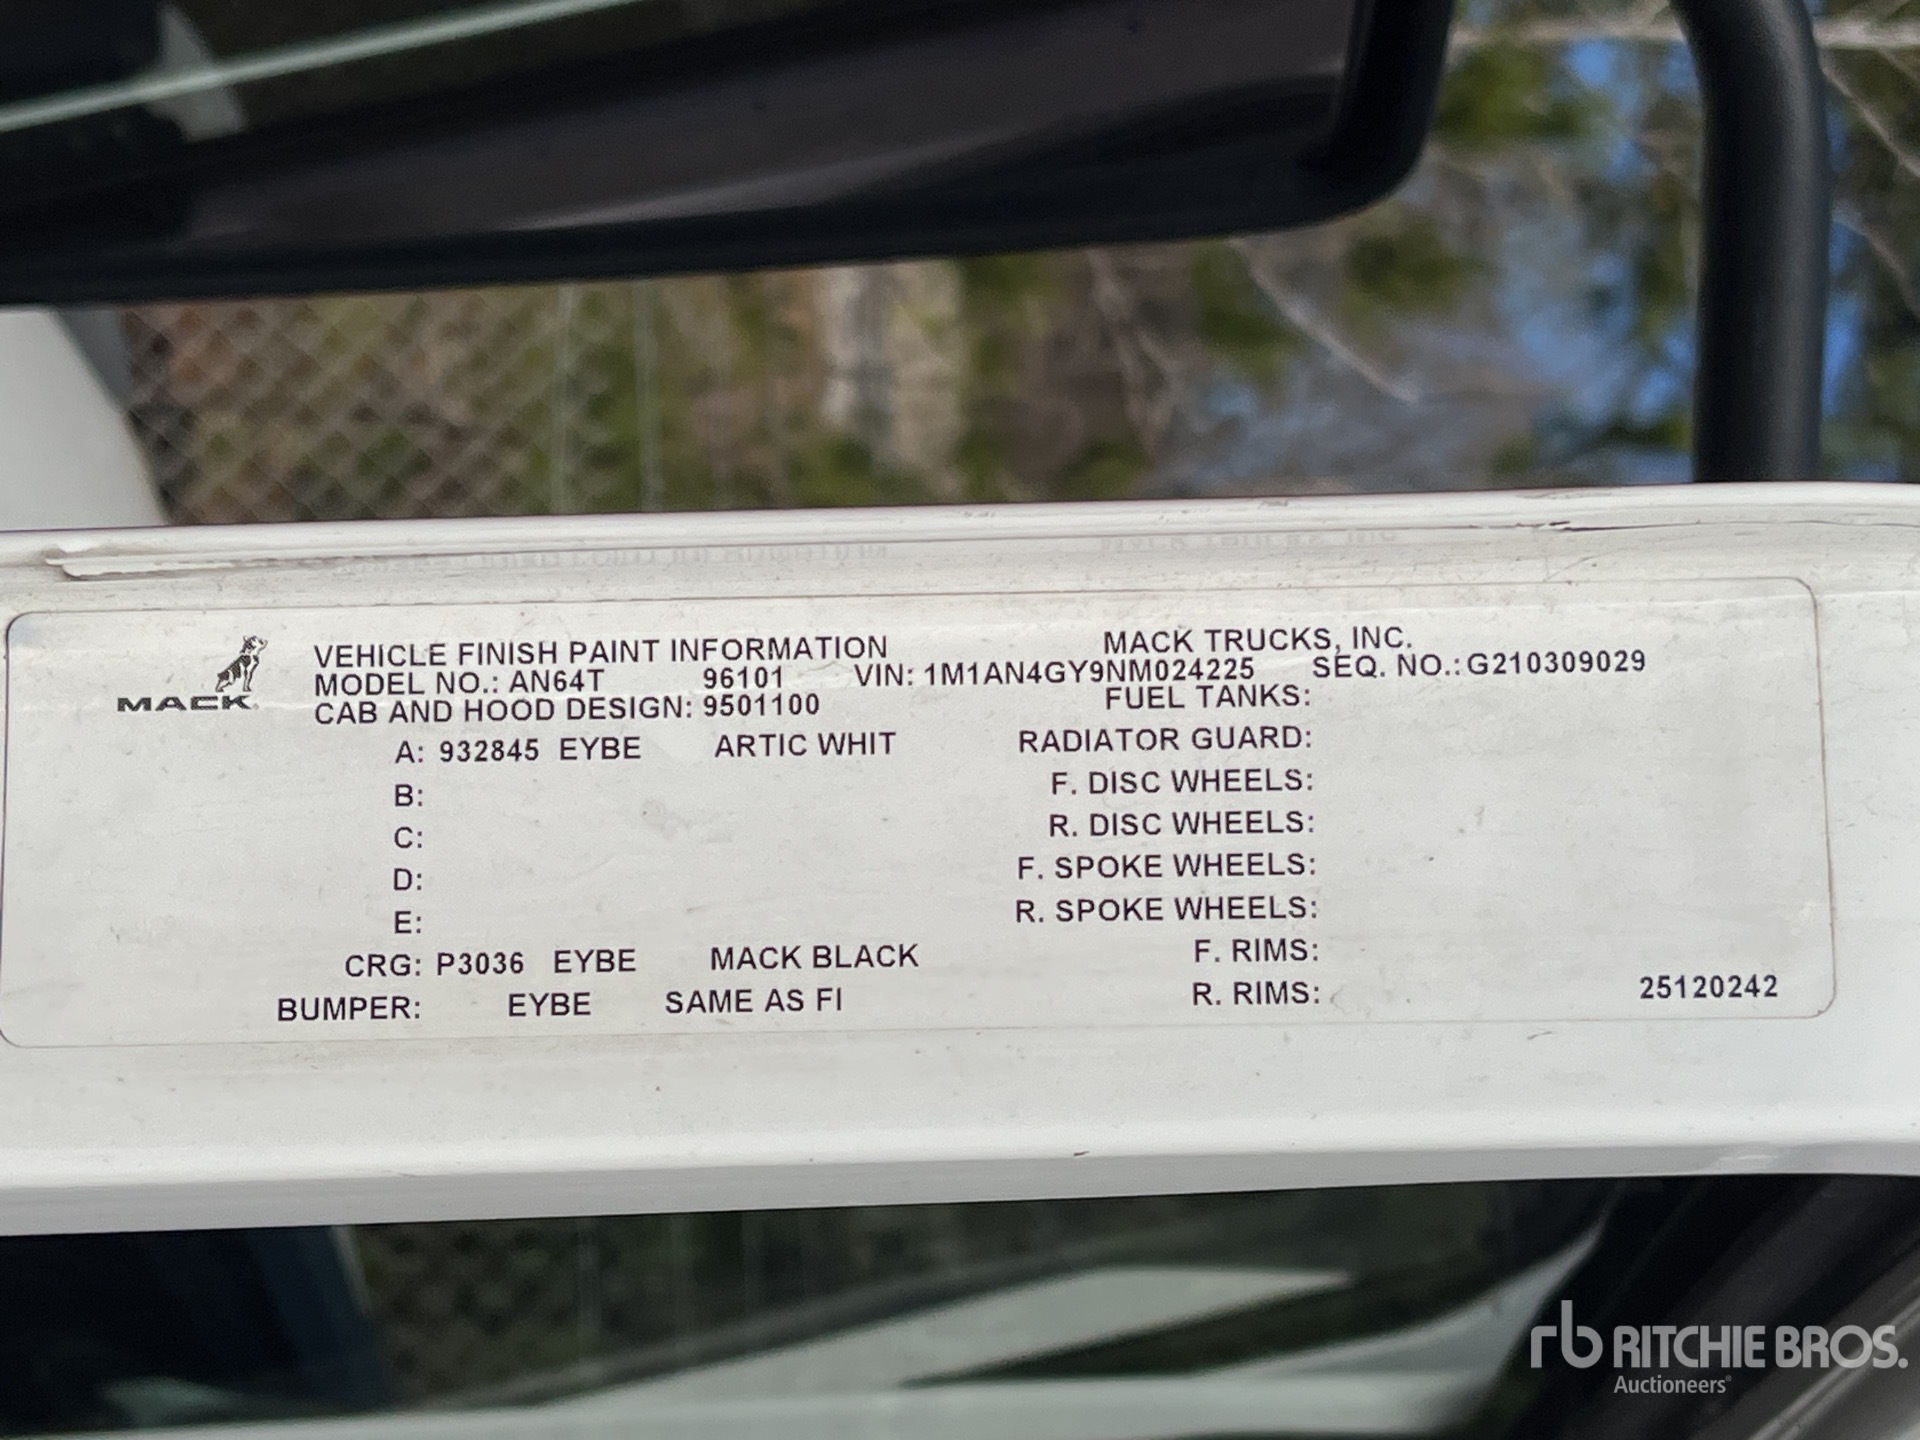 MACK
VEHICLE FINISH PAINT INFORMATION MACK TRUCKS, INC.
MODEL NO.: AN64T 96101 VIN: 1M1AN4GY9NM024225 SEQ. NO.: G210309029
CAB AND HOOD DESIGN: 9501100 FUEL TANKS:
A: 932845 EYBE ARTIC WHIT RADIATOR GUARD:
B: F. DISC WHEELS:
C: R. DISC WHEELS:
D: F. SPOKE WHEELS:
E: R. SPOKE WHEELS:
CRG: P3036 EYBE MACK BLACK F. RIMS:
BUMPER: EYBE SAME AS FI R. RIMS: 25120242
rb RITCHIE BROS.
Auctioneers